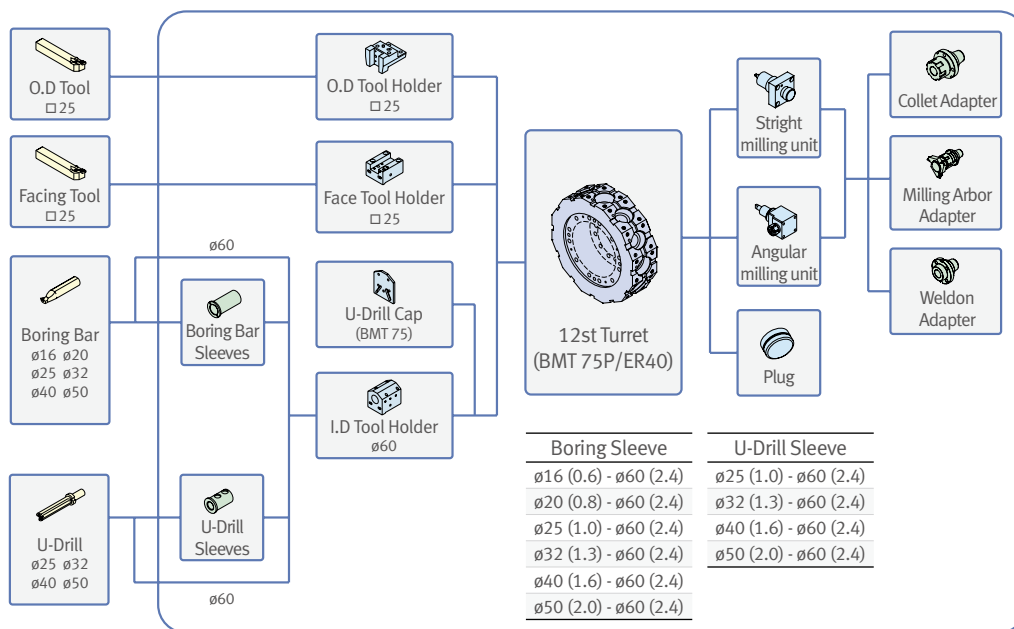 O.D Tool
□ 25
Facing Tool
□ 25
ø60
Boring Bar
ø16 ø20
ø25 ø32
ø40 ø50
Boring Bar
Sleeves
U-Drill
ø25 ø32
ø40 ø50
U-Drill
Sleeves
ø60
O.D Tool Holder
□ 25
Face Tool Holder
□ 25
U-Drill Cap
(BMT 75)
I.D Tool Holder
ø60
12st Turret
(BMT 75P/ER40)
Stright
milling unit
Angular
milling unit
Plug
Collet Adapter
Milling Arbor
Adapter
Weldon
Adapter
Boring Sleeve
ø16 (0.6) - ø60 (2.4)
ø20 (0.8) - ø60 (2.4)
ø25 (1.0) - ø60 (2.4)
ø32 (1.3) - ø60 (2.4)
ø40 (1.6) - ø60 (2.4)
ø50 (2.0) - ø60 (2.4)
U-Drill Sleeve
ø25 (1.0) - ø60 (2.4)
ø32 (1.3) - ø60 (2.4)
ø40 (1.6) - ø60 (2.4)
ø50 (2.0) - ø60 (2.4)